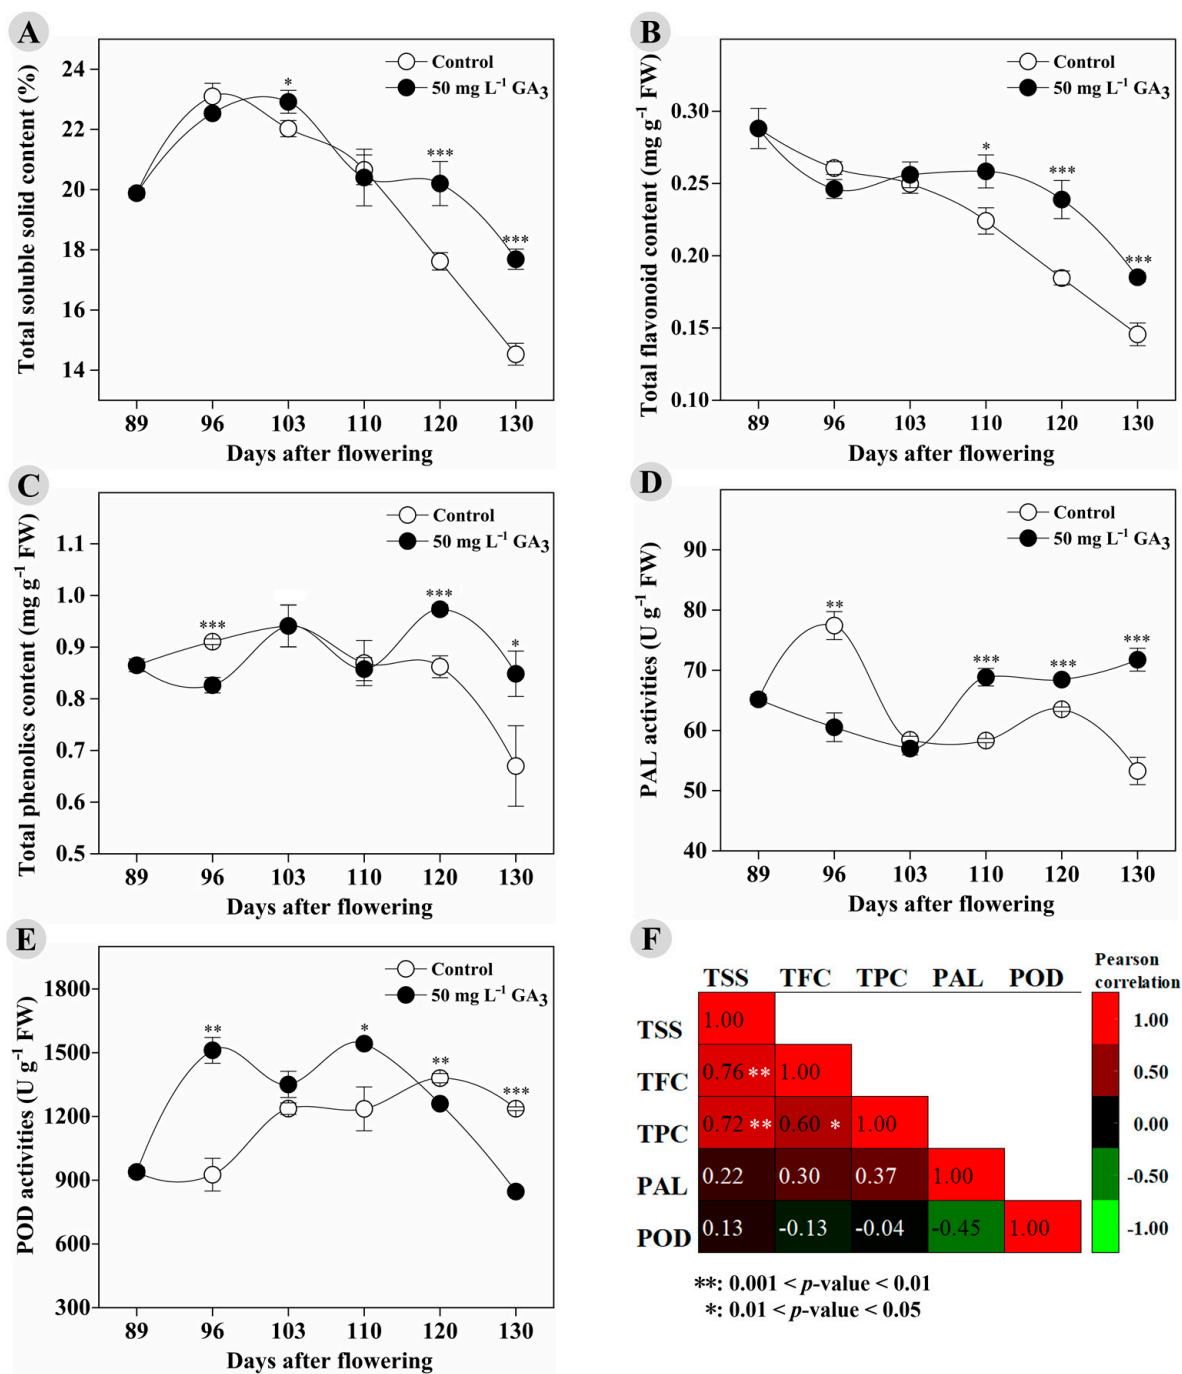 A
Total soluble solid content (%)
24
22
20
18
16
14
Control
50 mg L⁻¹ GA₃
*
***
***
89 96 103 110 120 130
Days after flowering
B
Total flavonoid content (mg g⁻¹ FW)
0.30
0.25
0.20
0.15
0.10
Control
50 mg L⁻¹ GA₃
*
***
***
89 96 103 110 120 130
Days after flowering
C
Total phenolics content (mg g⁻¹ FW)
1.1
1.0
0.9
0.8
0.7
0.6
0.5
Control
50 mg L⁻¹ GA₃
***
***
*
89 96 103 110 120 130
Days after flowering
D
PAL activities (U g⁻¹ FW)
90
80
70
60
50
40
Control
50 mg L⁻¹ GA₃
**
***
***
***
89 96 103 110 120 130
Days after flowering
E
POD activities (U g⁻¹ FW)
1800
1500
1200
900
600
300
Control
50 mg L⁻¹ GA₃
**
*
**
***
89 96 103 110 120 130
Days after flowering
F
TSS TFC TPC PAL POD
TSS 1.00
TFC 0.76 ** 1.00
TPC 0.72 ** 0.60 * 1.00
PAL 0.22 0.30 0.37 1.00
POD 0.13 -0.13 -0.04 -0.45 1.00
Pearson
correlation
1.00
0.50
0.00
-0.50
-1.00
**: 0.001 < p-value < 0.01
*: 0.01 < p-value < 0.05